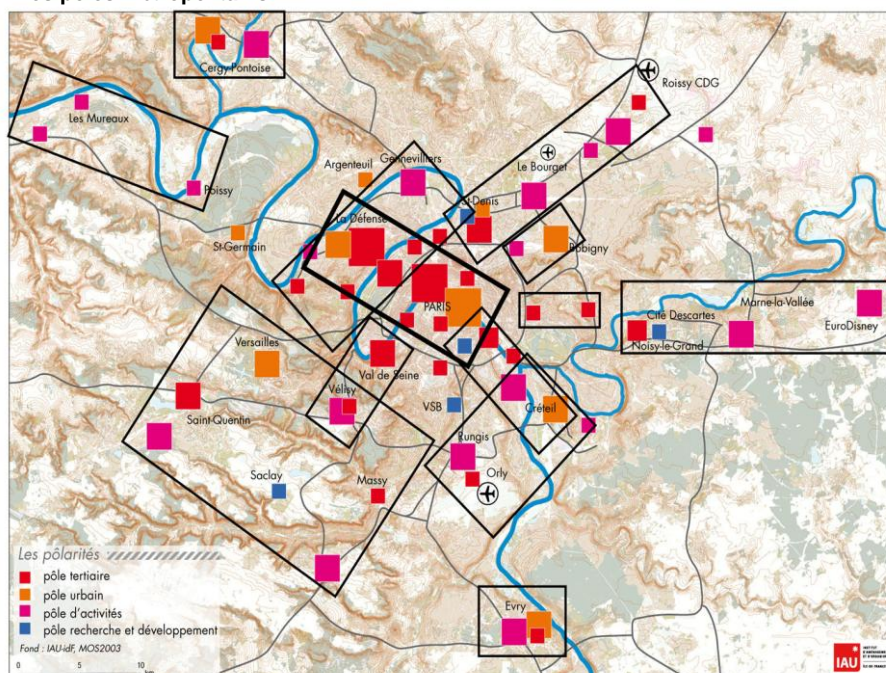 Cergy-Pontoise
Roissy CDG
Les Mureaux
Gennevilliers
Argenteuil
Le Bourget
Poissy
St-Denis
La Défense
St-Germain
Bobigny
PARIS
Marne-la-Vallée
Cité Descartes
EuroDisney
Noisy-le-Grand
Versailles
Val de Seine
Vélisy
VSB
Créteil
Saint-Quentin
Rungis
Saclay
Massy
Orly
Les pôlarités
pôle tertiaire
pôle urbain
pôle d'activités
pôle recherche et développement
Fond : IAU-îdF, MOS2003
0 5 10 km
Evry
IAU